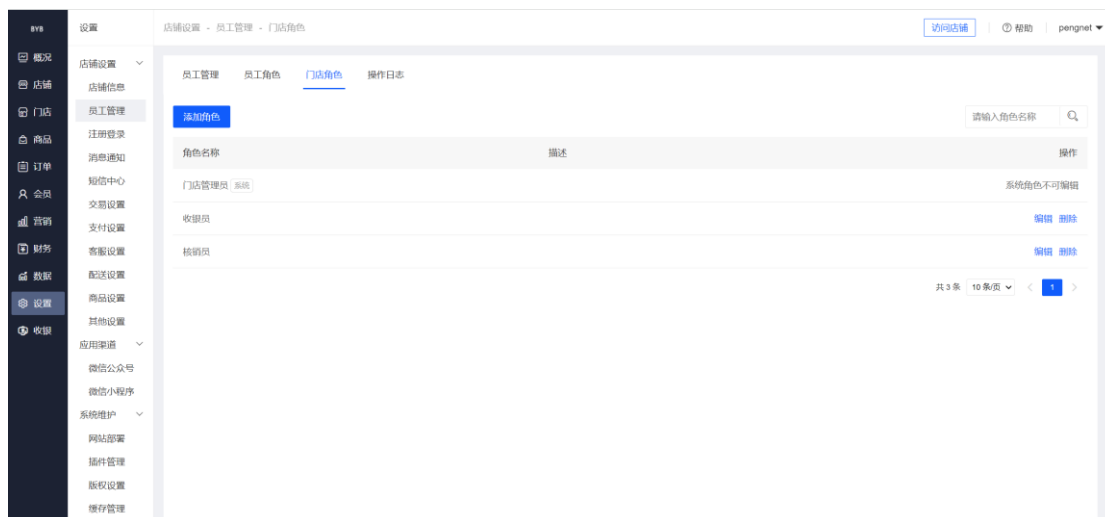 BYB
概况
店铺
门店
商品
订单
会员
营销
财务
数据
设置
收银
设置
店铺设置
店铺信息
员工管理
注册登录
消息通知
短信中心
交易设置
支付设置
客服设置
配送设置
商品设置
其他设置
应用渠道
微信公众号
微信小程序
系统维护
网站部署
插件管理
版权设置
缓存管理
店铺设置 - 员工管理 - 门店角色
访问店铺 帮助 pengnet
员工管理 员工角色 门店角色 操作日志
添加角色 请输入角色名称
角色名称 描述 操作
门店管理员 系统 系统角色不可编辑
收银员 编辑 删除
核销员 编辑 删除
共 3 条 10 条/页 1